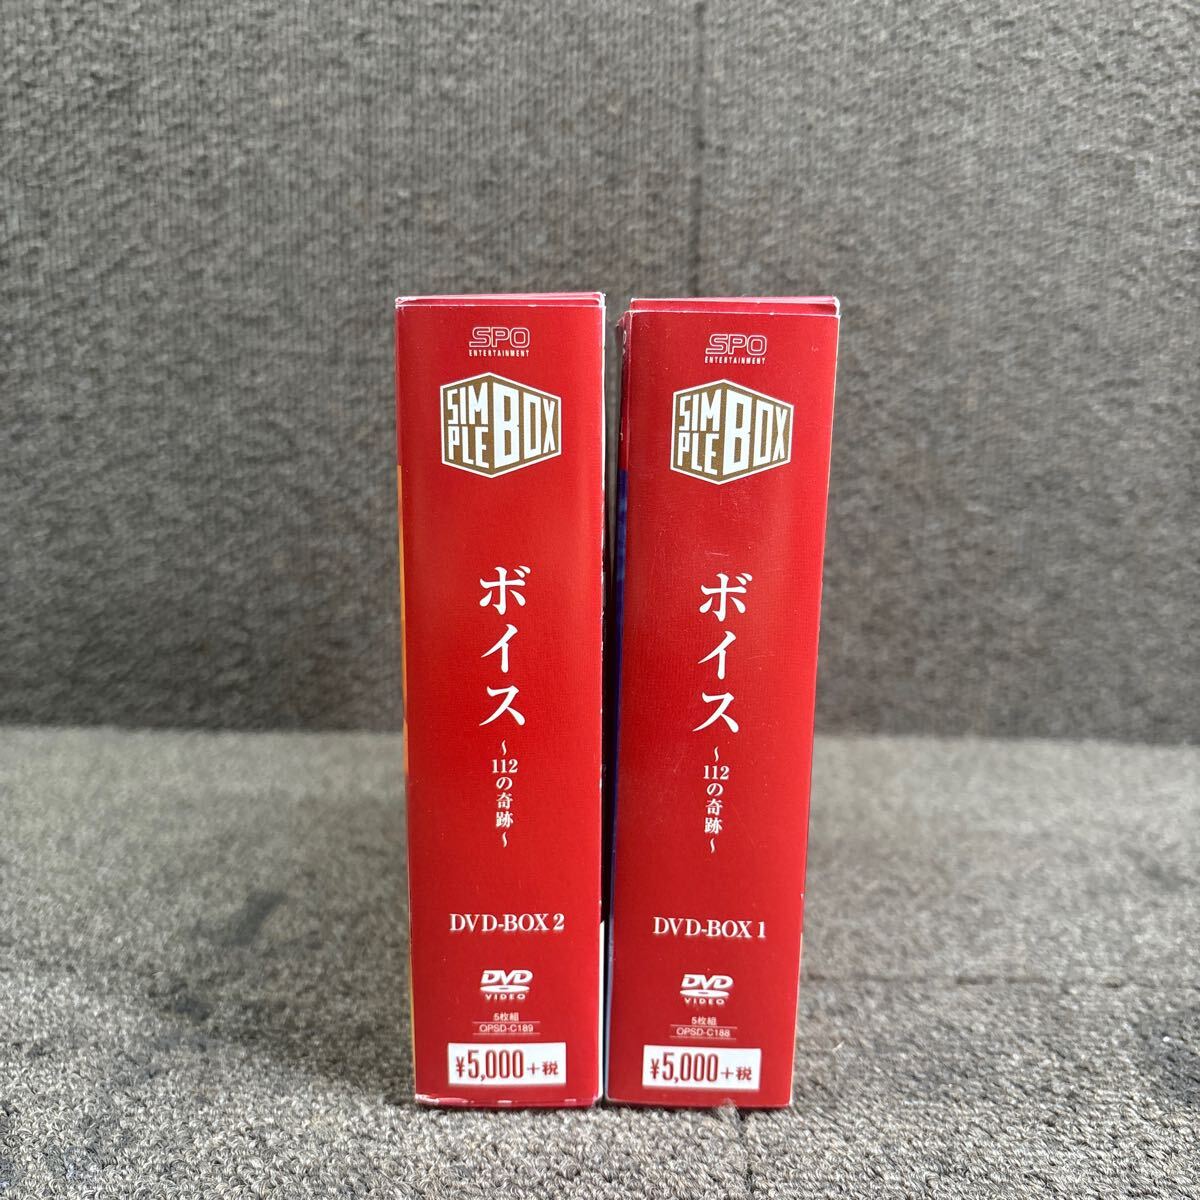 SPO
ENTERTAINMENT
SIMPLE BOX
ボイス
～112の奇跡～
DVD-BOX 2
DVD
VIDEO
5枚組
OPSD-C189
¥5,000+税
SPO
ENTERTAINMENT
SIMPLE BOX
ボイス
～112の奇跡～
DVD-BOX 1
DVD
VIDEO
5枚組
OPSD-C188
¥5,000+税